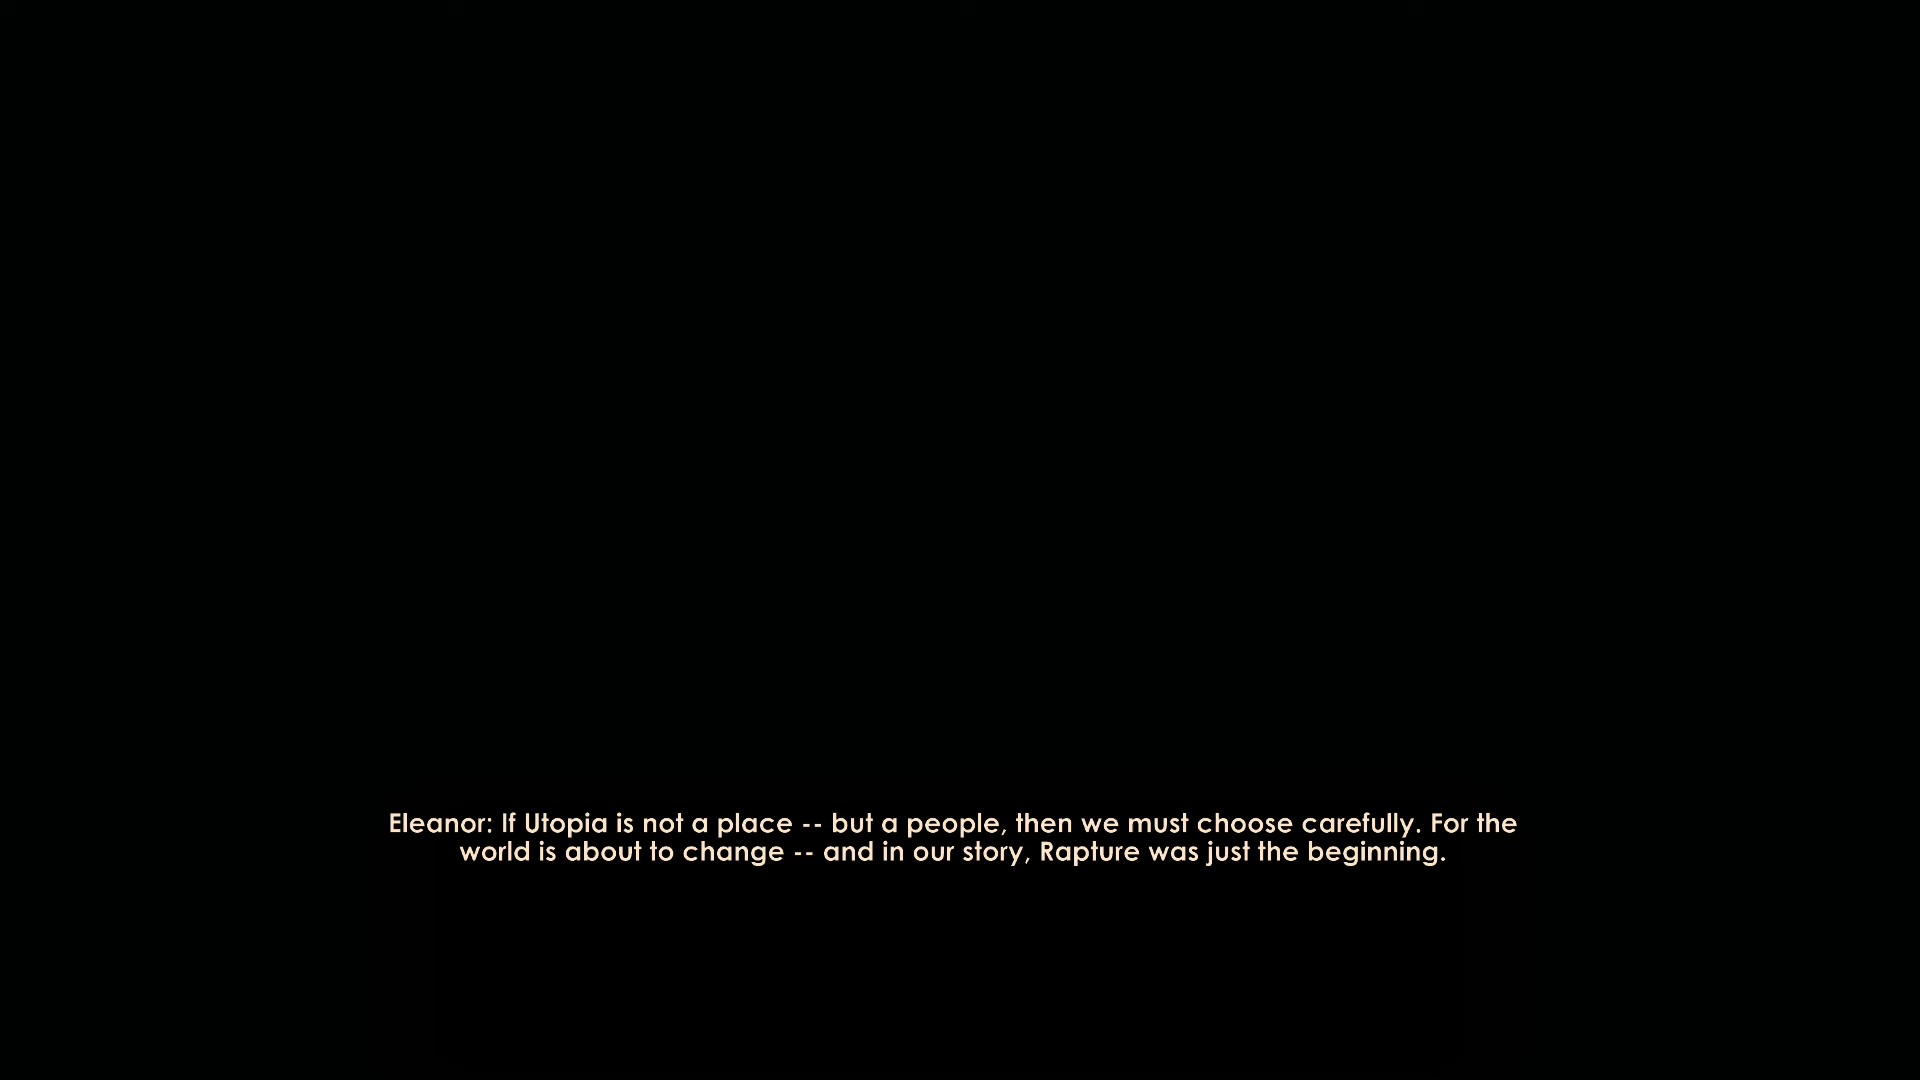 Eleanor: If Utopia is not a place -- but a people, then we must choose carefully. For the
world is about to change -- and in our story, Rapture was just the beginning.